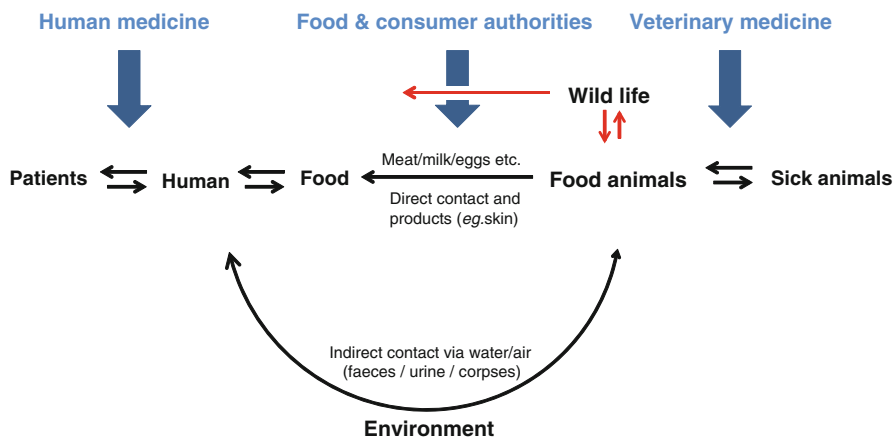 Human medicine
Food & consumer authorities
Veterinary medicine
Wild life
Meat/milk/eggs etc.
Patients
Human
Food
Food animals
Sick animals
Direct contact and
products (eg.skin)
Indirect contact via water/air
(faeces / urine / corpses)
Environment